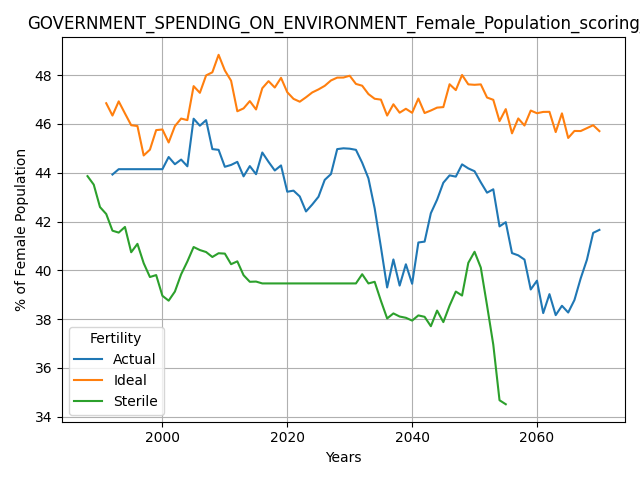 GOVERNMENT_SPENDING_ON_ENVIRONMENT_Female_Population_scoring
% of Female Population
48
46
44
42
40
38
36
34
Fertility
Actual
Ideal
Sterile
2000 2020 2040 2060
Years